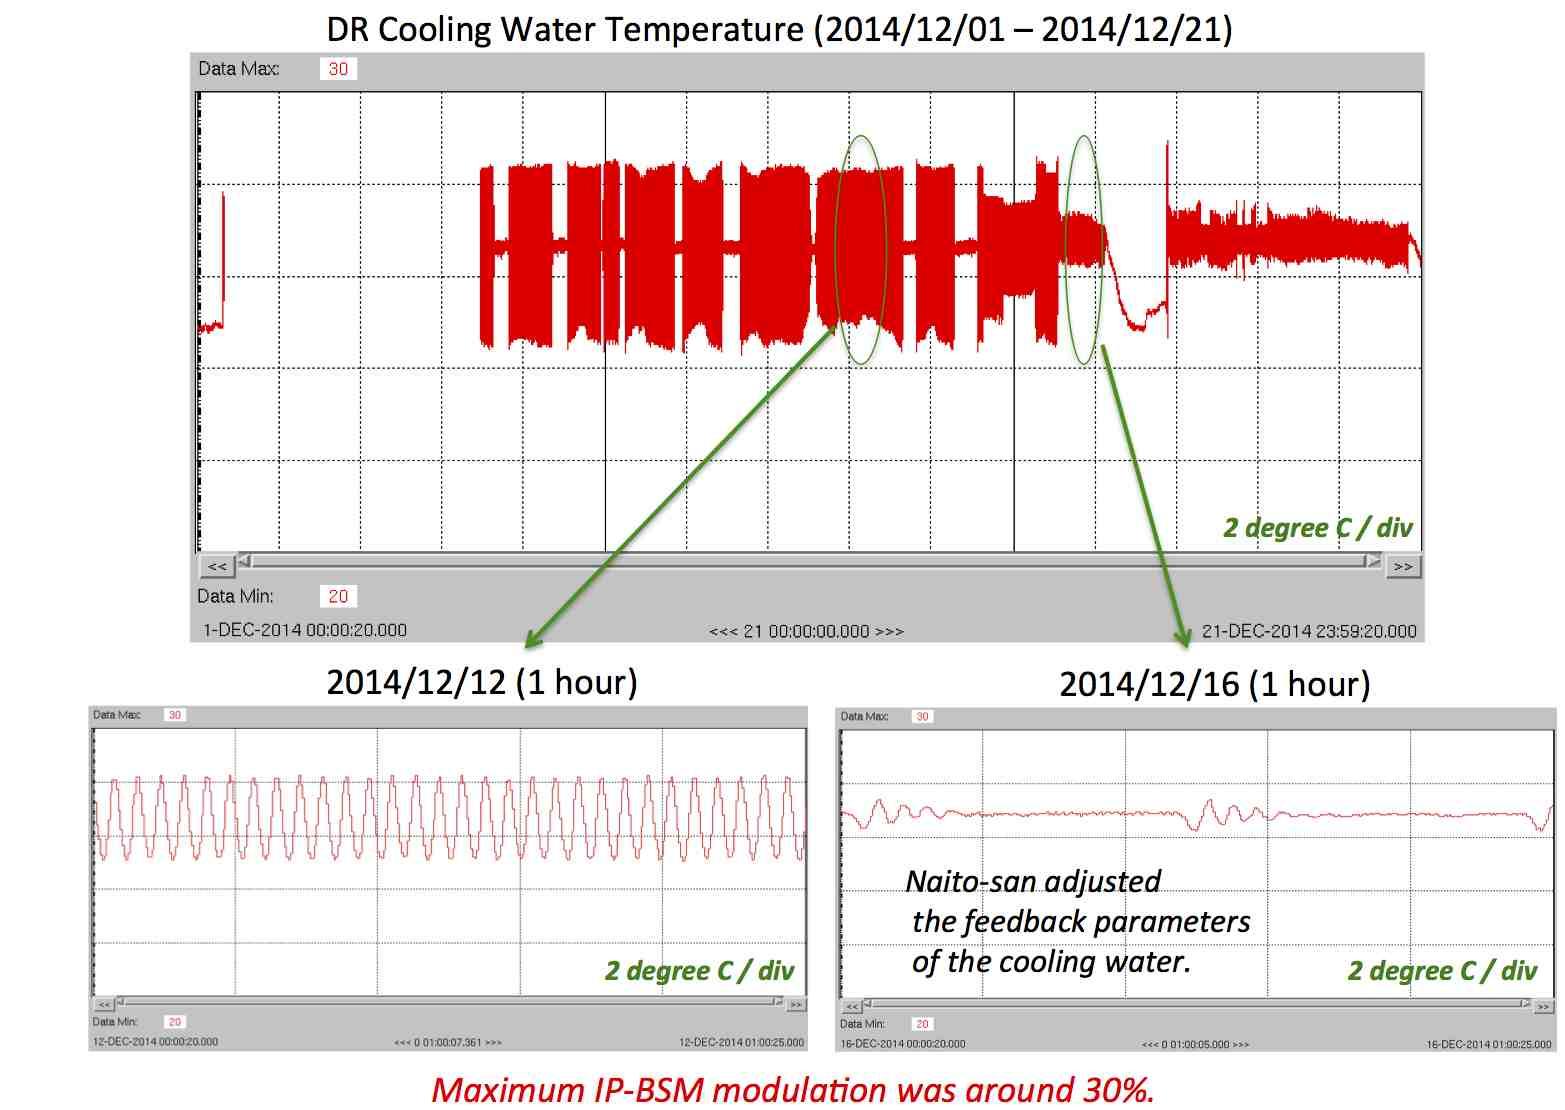 DR Cooling Water Temperature (2014/12/01 – 2014/12/21)
Data Max: 30
2 degree C / div
<< >>
Data Min: 20
1-DEC-2014 00:00:20.000 <<< 21 00:00:00.000 >>> 21-DEC-2014 23:59:20.000
2014/12/12 (1 hour)
Data Max: 30
2 degree C / div
<< >>
Data Min: 20
12-DEC-2014 00:00:20.000 <<< 0 01:00:07.361 >>> 12-DEC-2014 01:00:25.000
2014/12/16 (1 hour)
Data Max: 30
Naito-san adjusted
the feedback parameters
of the cooling water.
2 degree C / div
<< >>
Data Min: 20
16-DEC-2014 00:00:20.000 <<< 0 01:00:05.000 >>> 16-DEC-2014 01:00:25.000
Maximum IP-BSM modulation was around 30%.